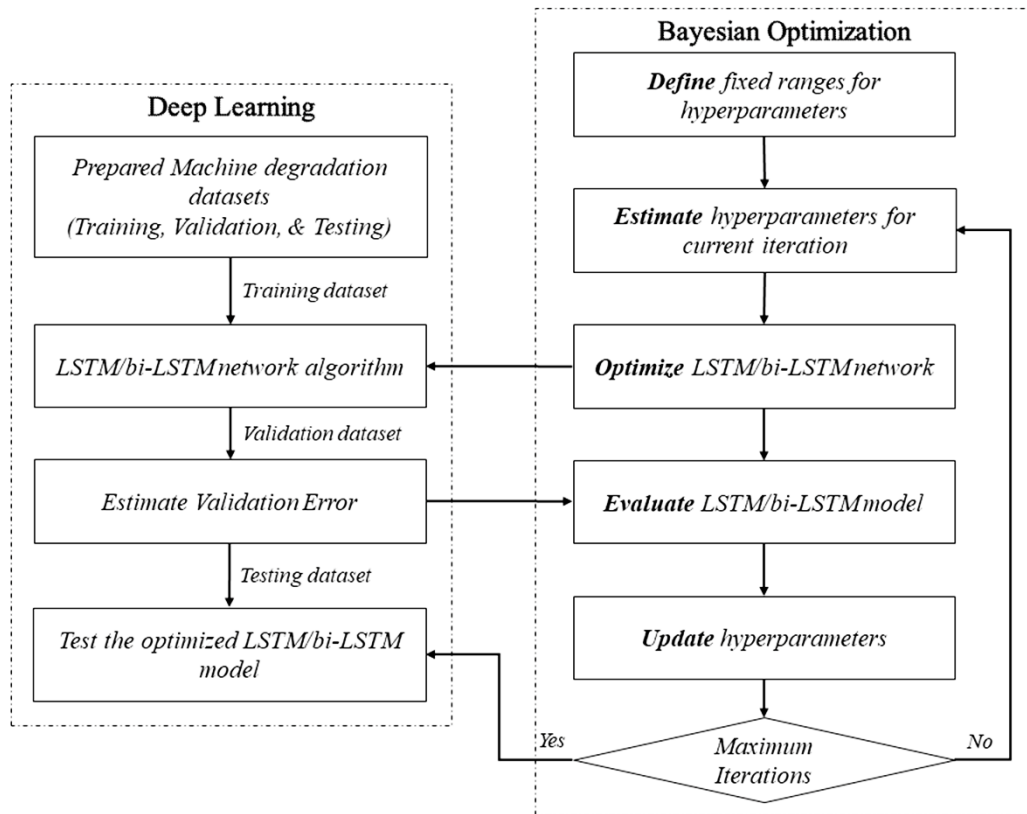 Deep Learning
Prepared Machine degradation
datasets
(Training, Validation, & Testing)
Training dataset
LSTM/bi-LSTM network algorithm
Validation dataset
Estimate Validation Error
Testing dataset
Test the optimized LSTM/bi-LSTM
model
Bayesian Optimization
Define fixed ranges for
hyperparameters
Estimate hyperparameters for
current iteration
Optimize LSTM/bi-LSTM network
Evaluate LSTM/bi-LSTM model
Update hyperparameters
Maximum
Iterations
Yes
No